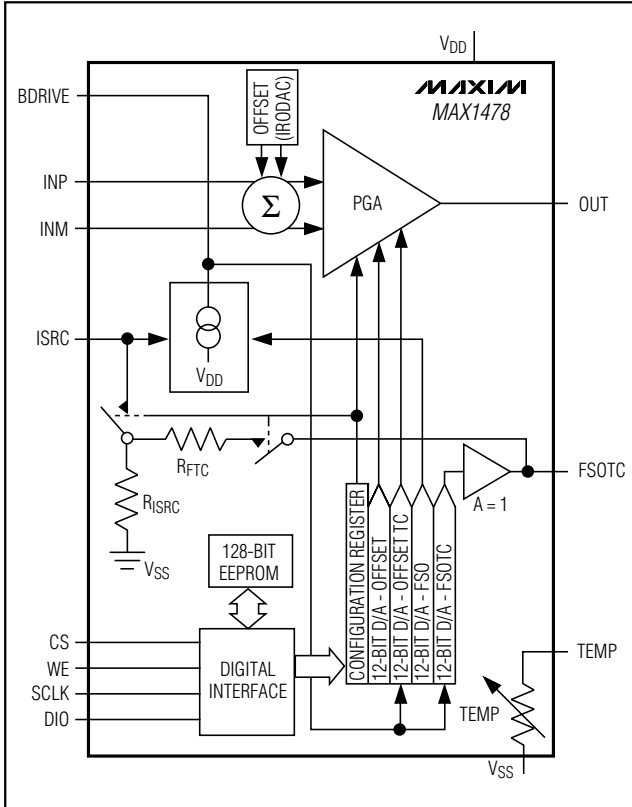 VDD
MAXIM
MAX1478
BDRIVE
OFFSET
(IRODAC)
INP
Σ
PGA
OUT
INM
ISRC
VDD
RFTC
RISRC
VSS
A = 1
FSOTC
128-BIT
EEPROM
CONFIGURATION REGISTER
12-BIT D/A - OFFSET
12-BIT D/A - OFFSET TC
12-BIT D/A - FSO
12-BIT D/A - FSOTC
CS
WE
SCLK
DIO
DIGITAL
INTERFACE
TEMP
TEMP
VSS